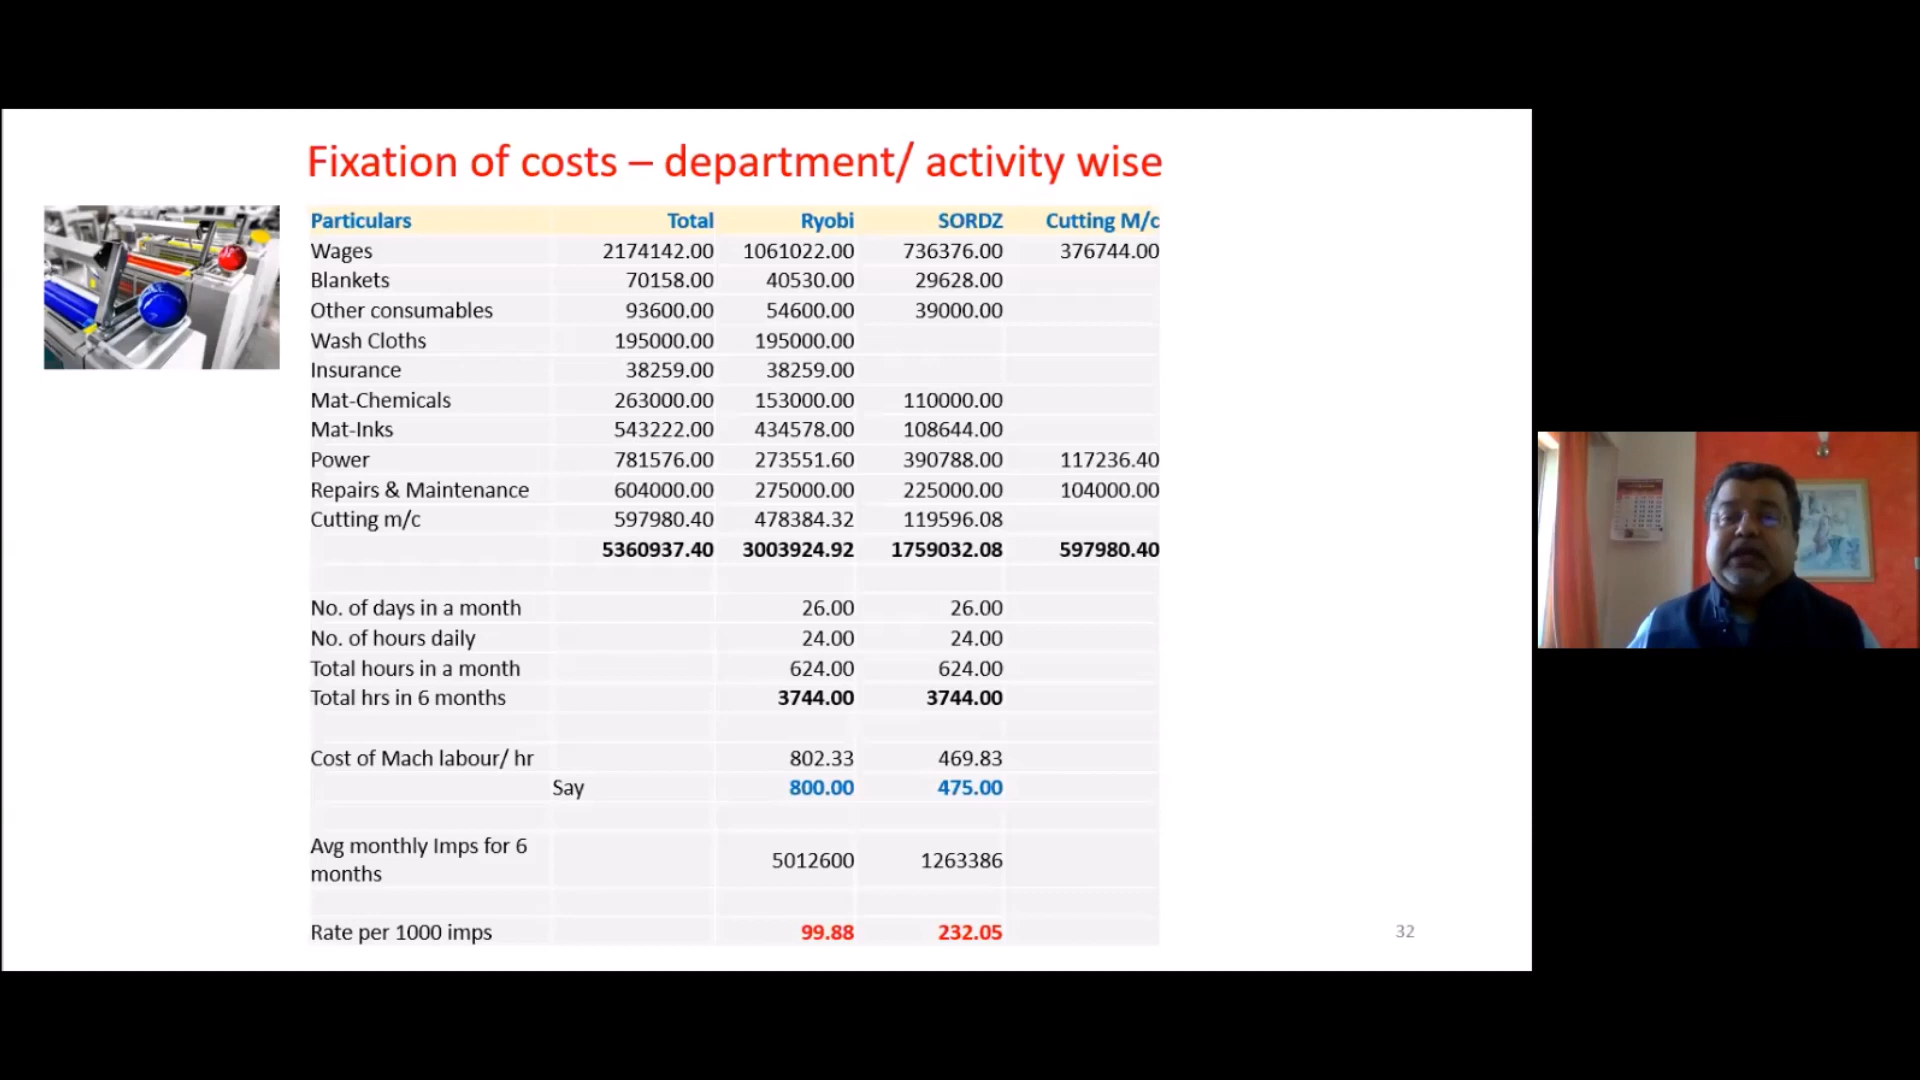 Fixation of costs – department/ activity wise
Particulars Total Ryobi SORDZ Cutting M/c
Wages 2174142.00 1061022.00 736376.00 376744.00
Blankets 70158.00 40530.00 29628.00
Other consumables 93600.00 54600.00 39000.00
Wash Cloths 195000.00 195000.00
Insurance 38259.00 38259.00
Mat-Chemicals 263000.00 153000.00 110000.00
Mat-Inks 543222.00 434578.00 108644.00
Power 781576.00 273551.60 390788.00 117236.40
Repairs & Maintenance 604000.00 275000.00 225000.00 104000.00
Cutting m/c 597980.40 478384.32 119596.08
5360937.40 3003924.92 1759032.08 597980.40
No. of days in a month 26.00 26.00
No. of hours daily 24.00 24.00
Total hours in a month 624.00 624.00
Total hrs in 6 months 3744.00 3744.00
Cost of Mach labour/ hr 802.33 469.83
Say 800.00 475.00
Avg monthly Imps for 6
months 5012600 1263386
Rate per 1000 imps 99.88 232.05
32